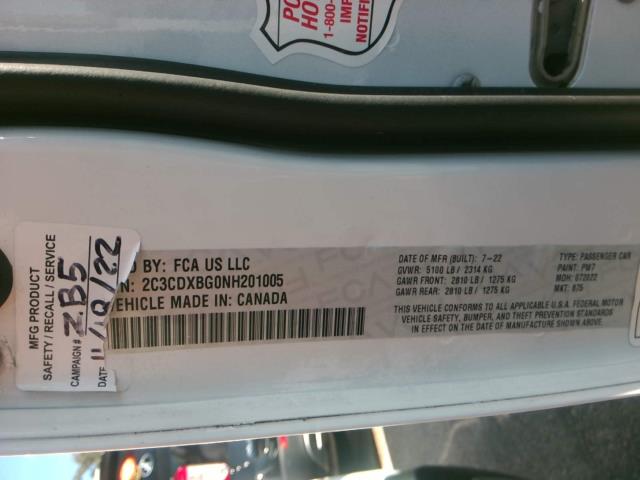 PO
HO
1-800-
IMP
NOTIFI
MFG PRODUCT
SAFETY / RECALL / SERVICE
CAMPAIGN # ZB5
DATE 11/18/22
D BY: FCA US LLC
N: 2C3CDXBG0NH201005
VEHICLE MADE IN: CANADA
DATE OF MFR (BUILT): 7-22
GVWR: 5100 LB / 2314 KG
GAWR FRONT: 2810 LB / 1275 KG
GAWR REAR: 2810 LB / 1275 KG
TYPE: PASSENGER CAR
PAINT: PW7
MDH: 072022
MKT: 875
THIS VEHICLE CONFORMS TO ALL APPLICABLE U.S.A. FEDERAL MOTOR
VEHICLE SAFETY, BUMPER, AND THEFT PREVENTION STANDARDS
IN EFFECT ON THE DATE OF MANUFACTURE SHOWN ABOVE.